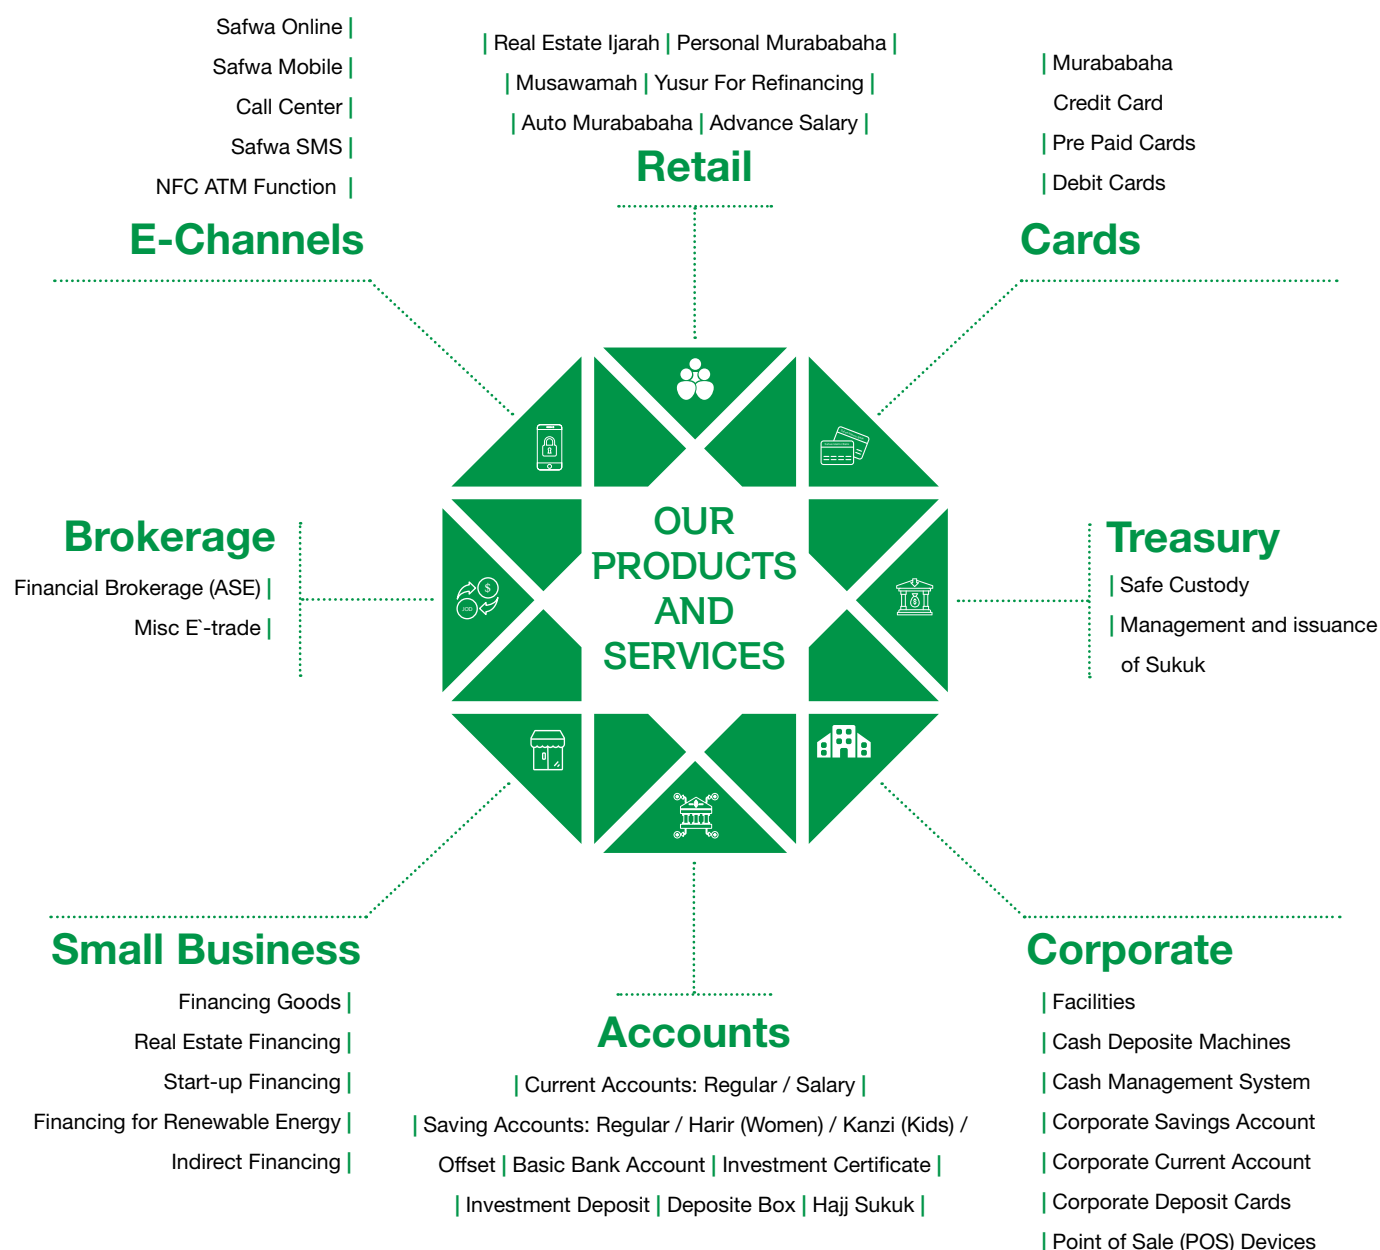 Safwa Online |
Safwa Mobile |
Call Center |
Safwa SMS |
NFC ATM Function |
E-Channels
| Real Estate Ijarah | Personal Murababaha |
| Musawamah | Yusur For Refinancing |
| Auto Murababaha | Advance Salary |
Retail
| Murababaha
Credit Card
| Pre Paid Cards
| Debit Cards
Cards
Brokerage
Financial Brokerage (ASE) |
Misc E`-trade |
$
JOD
OUR
PRODUCTS
AND
SERVICES
Treasury
| Safe Custody
| Management and issuance
of Sukuk
Small Business
Financing Goods |
Real Estate Financing |
Start-up Financing |
Financing for Renewable Energy |
Indirect Financing |
Accounts
| Current Accounts: Regular / Salary |
| Saving Accounts: Regular / Harir (Women) / Kanzi (Kids) /
Offset | Basic Bank Account | Investment Certificate |
| Investment Deposit | Deposite Box | Hajj Sukuk |
Corporate
| Facilities
| Cash Deposite Machines
| Cash Management System
| Corporate Savings Account
| Corporate Current Account
| Corporate Deposit Cards
| Point of Sale (POS) Devices